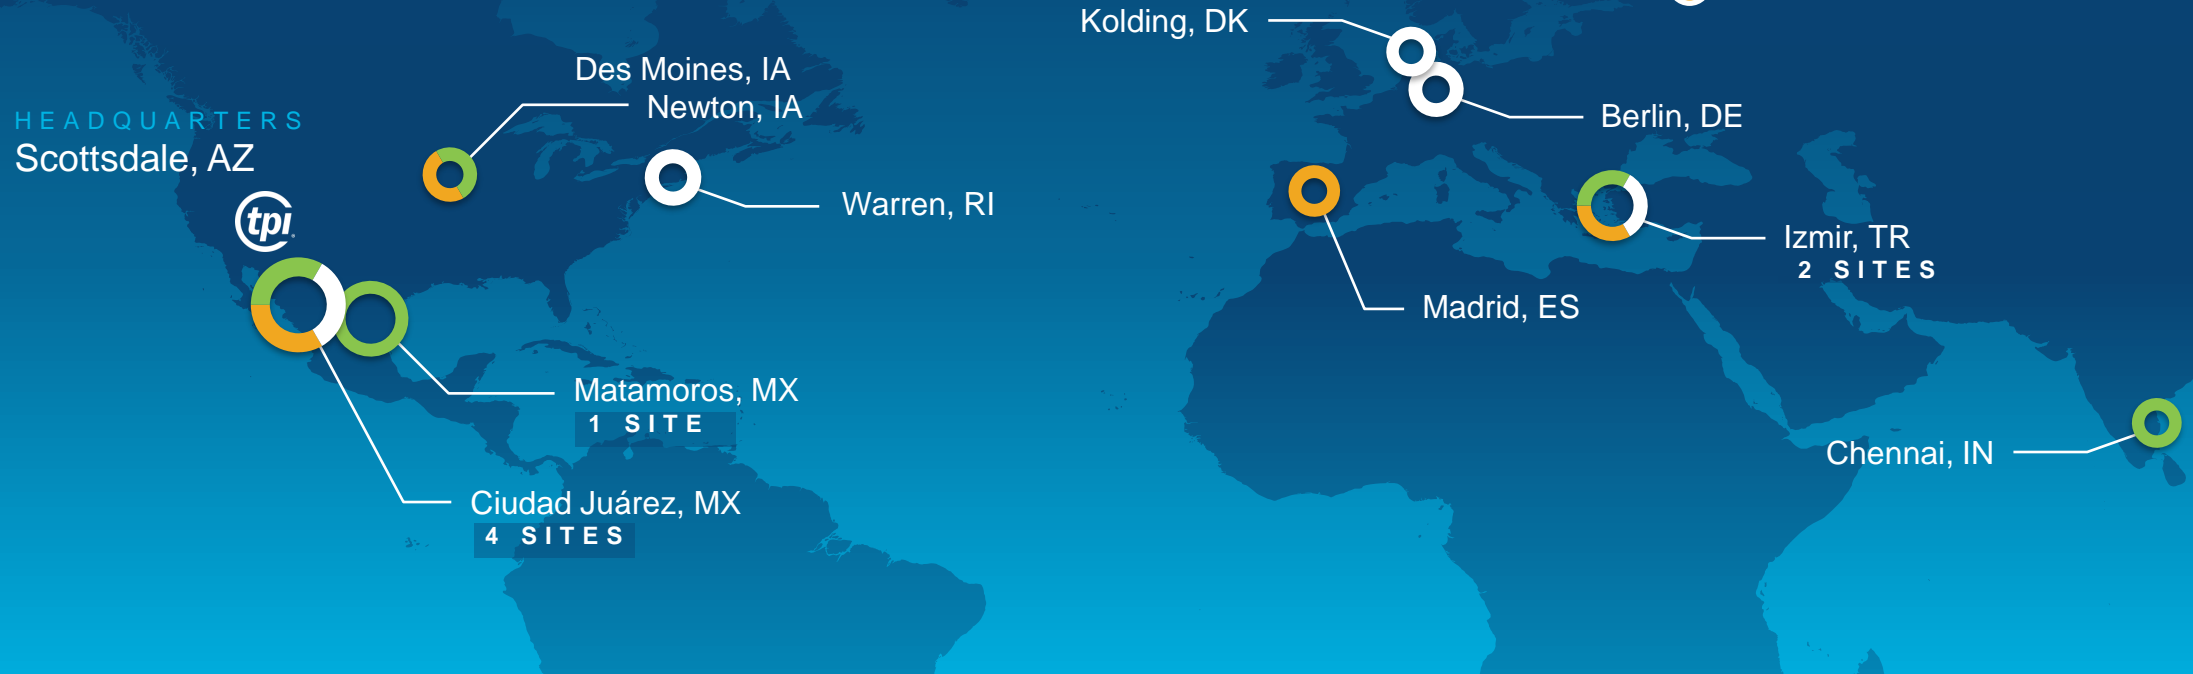 Kolding, DK
Des Moines, IA
Newton, IA
HEADQUARTERS
Scottsdale, AZ
tpi
Warren, RI
Berlin, DE
Izmir, TR
2 SITES
Madrid, ES
Matamoros, MX
1 SITE
Chennai, IN
Ciudad Juárez, MX
4 SITES